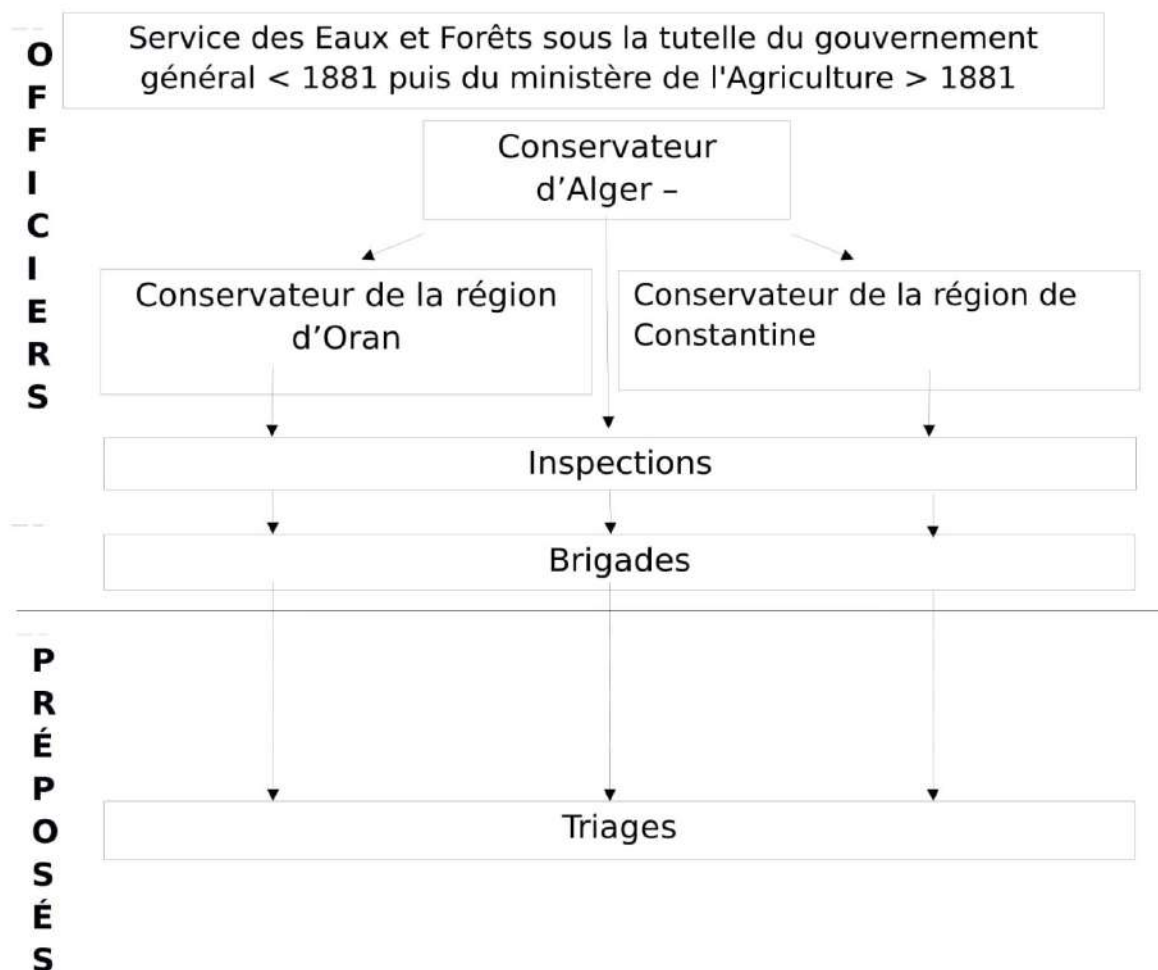 OFFICIERS
Service des Eaux et Forêts sous la tutelle du gouvernement
général < 1881 puis du ministère de l'Agriculture > 1881
Conservateur
d’Alger –
Conservateur de la région
d’Oran
Conservateur de la région de
Constantine
Inspections
Brigades
PRÉPOSÉS
Triages